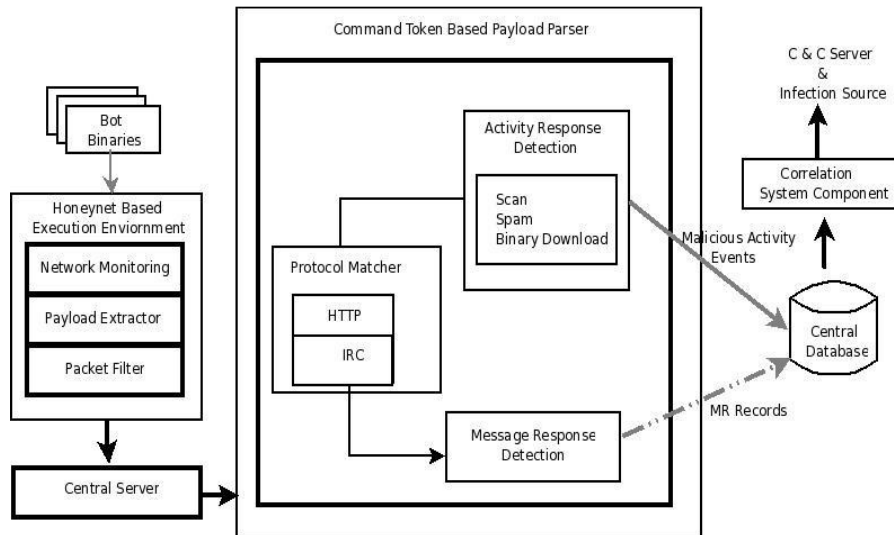 Command Token Based Payload Parser
C & C Server
&
Infection Source
Bot
Binaries
Activity Response
Detection
Scan
Spam
Binary Download
Correlation
System Component
Honeynet Based
Execution Enviornment
Network Monitoring
Payload Extractor
Packet Filter
Protocol Matcher
HTTP
IRC
Malicious Activity
Events
Central
Database
MR Records
Message Response
Detection
Central Server